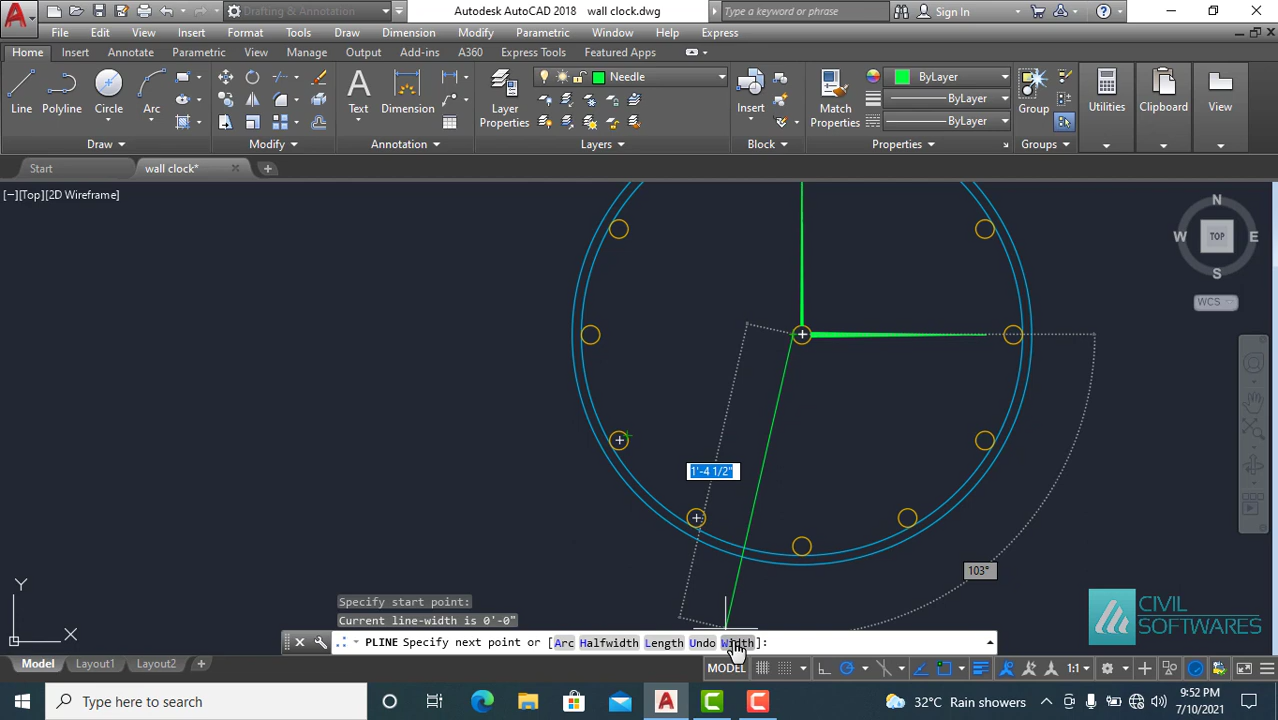 Drafting & Annotation
Autodesk AutoCAD 2018 wall clock.dwg
Type a keyword or phrase
Sign In
File Edit View Insert Format Tools Draw Dimension Modify Parametric Window Help Express
Home Insert Annotate Parametric View Manage Output Add-ins A360 Express Tools Featured Apps
Line Polyline Circle Arc
Draw
Modify
Text Dimension
Annotation
Layer Properties
Needle
Layers
Insert
Block
Match Properties
ByLayer
ByLayer
ByLayer
Properties
Group
Groups
Utilities
Clipboard
View
Start
wall clock*
[−][Top][2D Wireframe]
N
W TOP E
S
WCS
1'-4 1/2"
103°
CIVIL
SOFTWARES
Y
X
Specify start point:
Current line-width is 0'-0"
PLINE Specify next point or [Arc Halfwidth Length Undo Width]:
Model Layout1 Layout2
MODEL
1:1
Type here to search
32°C Rain showers
9:52 PM
7/10/2021